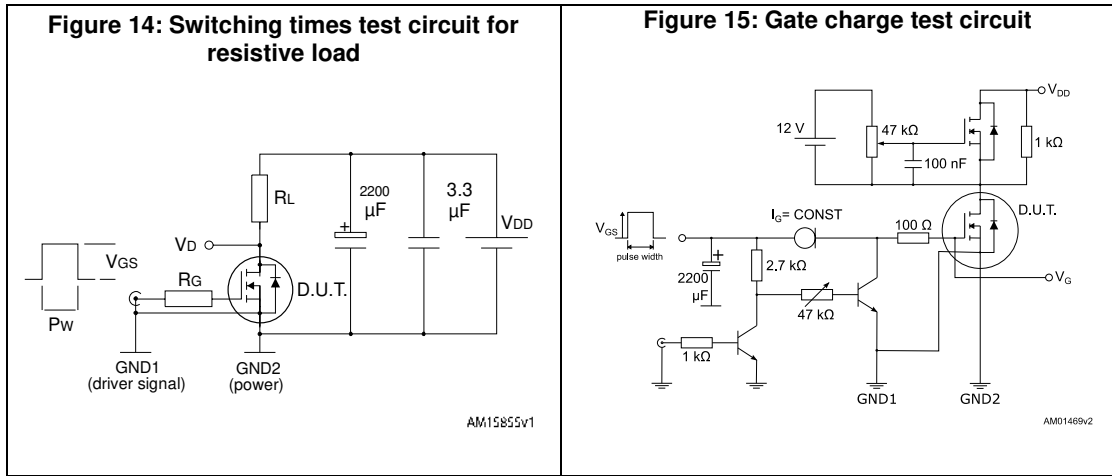 Figure 14: Switching times test circuit for
resistive load
RL
2200
µF
3.3
µF
VDD
VD
VGS
RG
D.U.T.
PW
GND1
(driver signal)
GND2
(power)
AM15855v1
Figure 15: Gate charge test circuit
VDD
12 V
47 kΩ
1 kΩ
100 nF
D.U.T.
IG= CONST
100 Ω
VGS
pulse width
2.7 kΩ
2200
µF
VG
47 kΩ
1 kΩ
GND1
GND2
AM01469v2